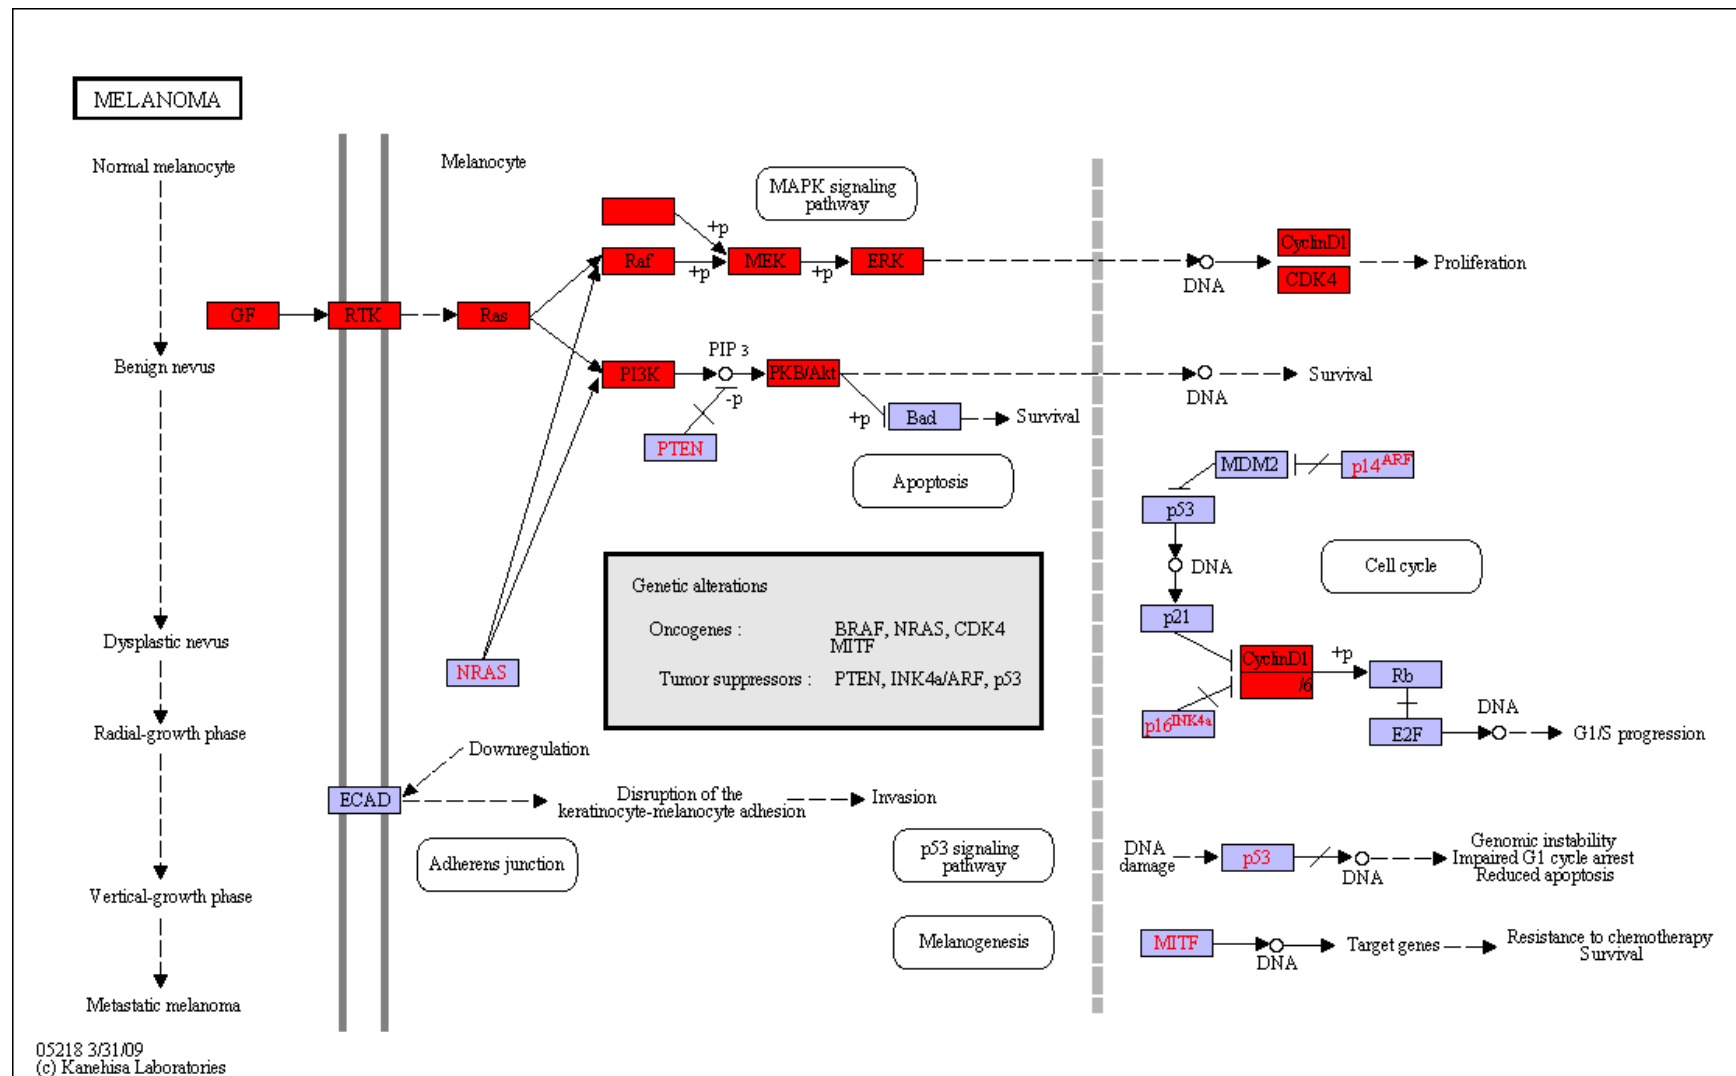 MELANOMA
Normal melanocyte
Benign nevus
Dysplastic nevus
Radial-growth phase
Vertical-growth phase
Metastatic melanoma
Melanocyte
MAPK signaling
pathway
+p
Raf
+p
MEK
+p
ERK
DNA
CyclinD1
CDK4
Proliferation
GF
RTK
Ras
PI3K
PIP 3
-p
PKB/Akt
DNA
Survival
+p
Bad
Survival
PTEN
Apoptosis
MDM2
p14ARF
p53
DNA
Cell cycle
p21
NRAS
Genetic alterations
Oncogenes : BRAF, NRAS, CDK4
MITF
Tumor suppressors : PTEN, INK4a/ARF, p53
CyclinD1
/6
+p
Rb
p16INK4a
E2F
DNA
G1/S progression
Downregulation
ECAD
Disruption of the
keratinocyte-melanocyte adhesion
Invasion
Adherens junction
p53 signaling
pathway
DNA
damage
p53
DNA
Genomic instability
Impaired G1 cycle arrest
Reduced apoptosis
Melanogenesis
MITF
DNA
Target genes
Resistance to chemotherapy
Survival
05218 3/31/09
(c) Kanehisa Laboratories